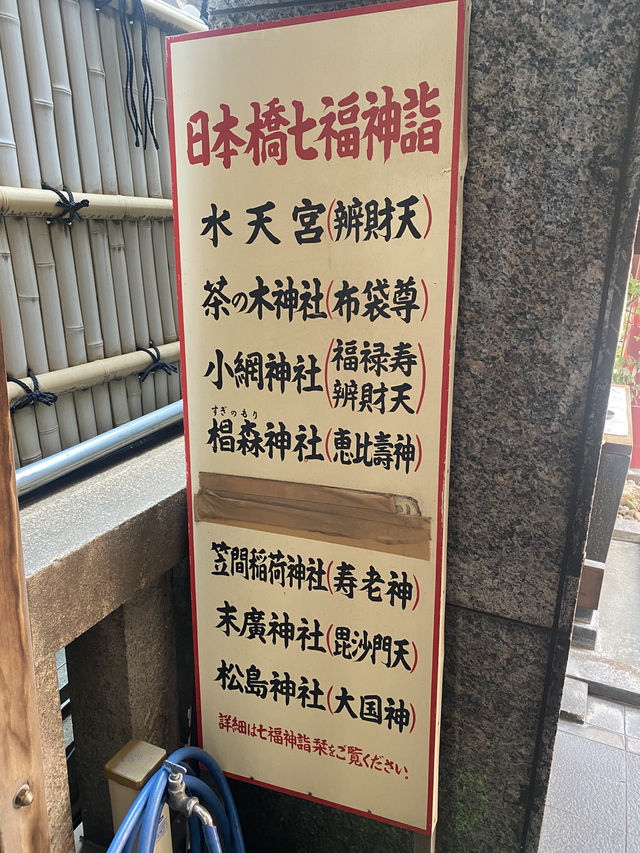 日本橋七福神詣
水天宮(辨財天)
茶の木神社(布袋尊)
小網神社(福禄寿
辨財天)
すぎのもり
椙森神社(恵比壽神)
笠間稲荷神社(寿老神)
末廣神社(毘沙門天)
松島神社(大国神)
詳細は七福神詣栞をご覧ください。